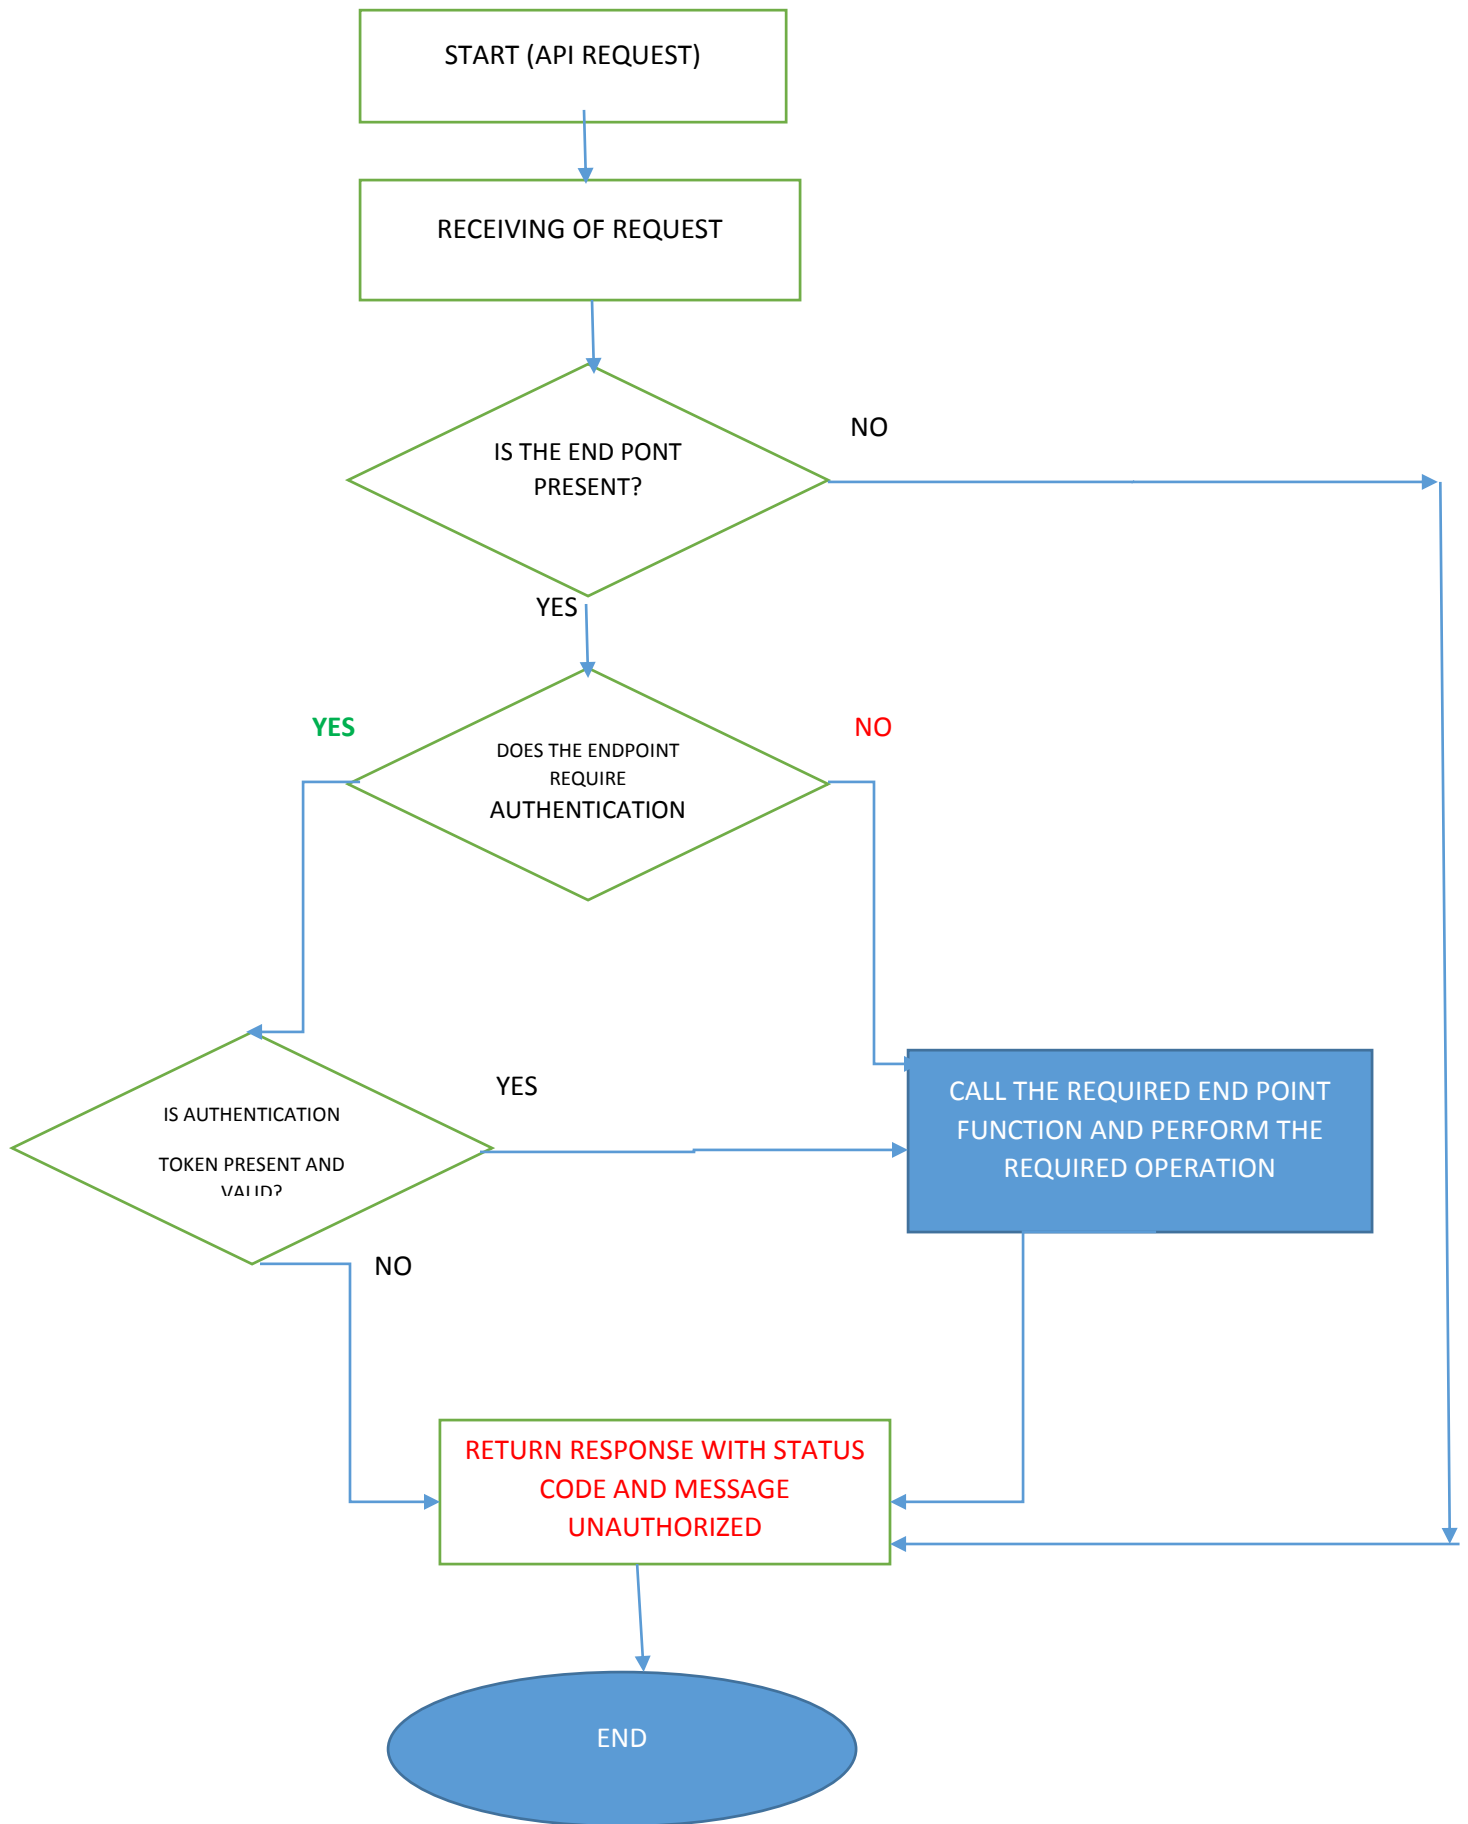 START (API REQUEST)
RECEIVING OF REQUEST
NO
IS THE END PONT
PRESENT?
YES
YES
NO
DOES THE ENDPOINT
REQUIRE
AUTHENTICATION
YES
CALL THE REQUIRED END POINT
FUNCTION AND PERFORM THE
REQUIRED OPERATION
IS AUTHENTICATION
TOKEN PRESENT AND
VALID?
NO
RETURN RESPONSE WITH STATUS
CODE AND MESSAGE
UNAUTHORIZED
END